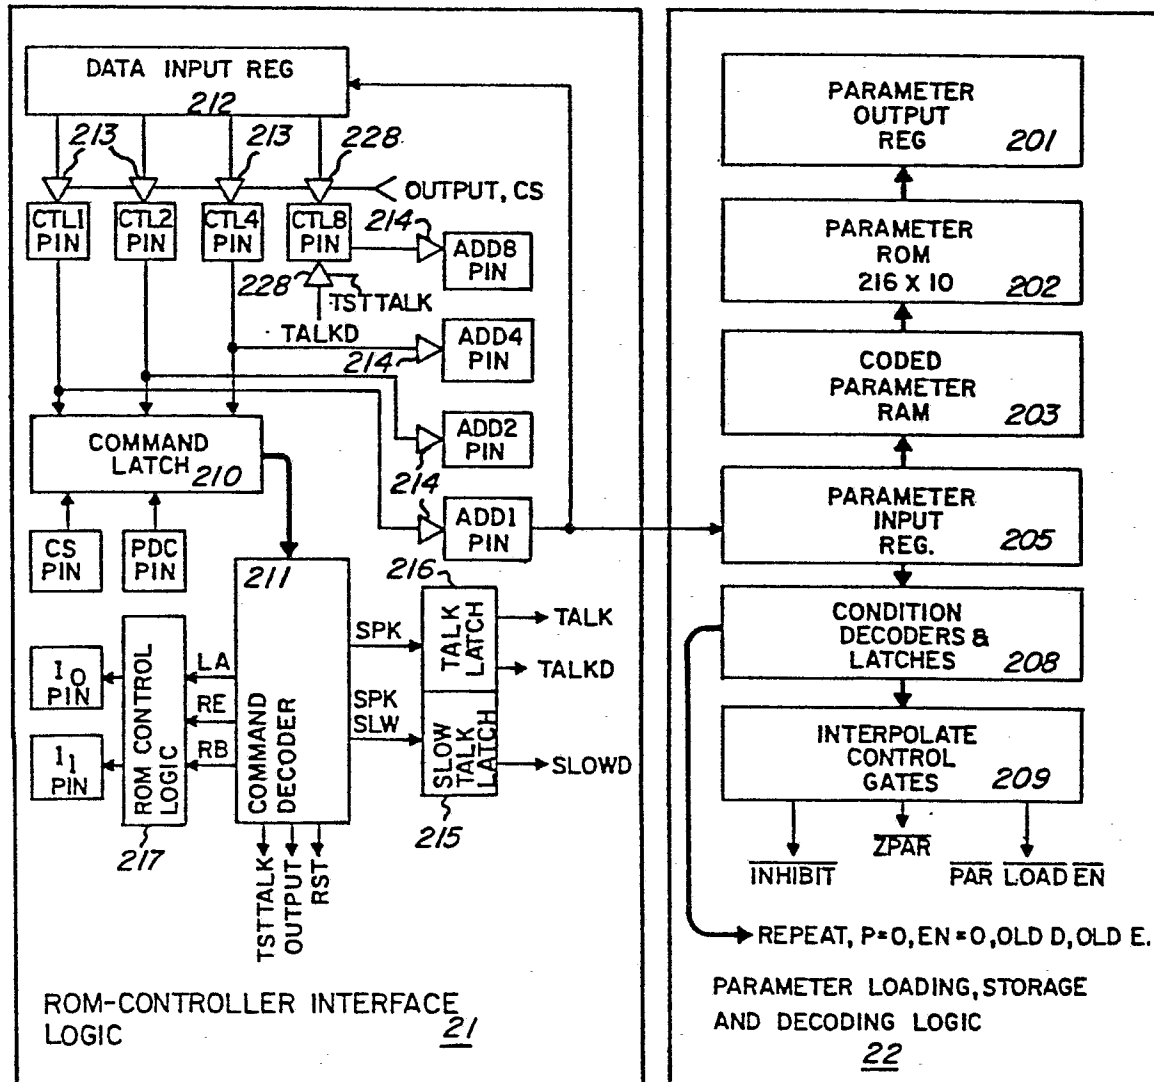 DATA INPUT REG
212
213
213
228
OUTPUT, CS
CTL1
PIN
CTL2
PIN
CTL4
PIN
CTL8
PIN
214
ADD8
PIN
228
TSTTALK
TALKD
214
ADD4
PIN
COMMAND
LATCH
210
214
ADD2
PIN
ADD1
PIN
CS
PIN
PDC
PIN
211
COMMAND
DECODER
216
TALK
LATCH
SPK
TALK
TALKD
SPK
SLW
SLOW
TALK
LATCH
SLOWD
215
I0
PIN
I1
PIN
ROM CONTROL
LOGIC
217
LA
RE
RB
TSTTALK
OUTPUT
RST
ROM-CONTROLLER INTERFACE
LOGIC
21
PARAMETER
OUTPUT
REG
201
PARAMETER
ROM
216 X 10
202
CODED
PARAMETER
RAM
203
PARAMETER
INPUT
REG.
205
CONDITION
DECODERS &
LATCHES
208
INTERPOLATE
CONTROL
GATES
209
INHIBIT
ZPAR
PAR LOAD EN
REPEAT, P=0, EN=0, OLD D, OLD E.
PARAMETER LOADING, STORAGE
AND DECODING LOGIC
22